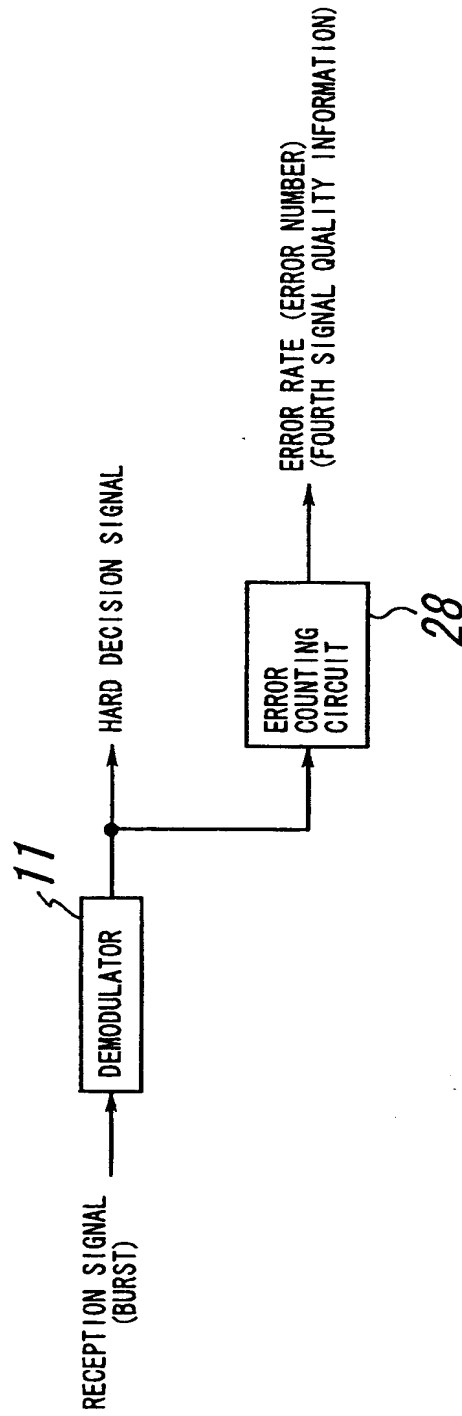 RECEPTION SIGNAL
(BURST)
11
DEMODULATOR
HARD DECISION SIGNAL
ERROR
COUNTING
CIRCUIT
28
ERROR RATE (ERROR NUMBER)
(FOURTH SIGNAL QUALITY INFORMATION)